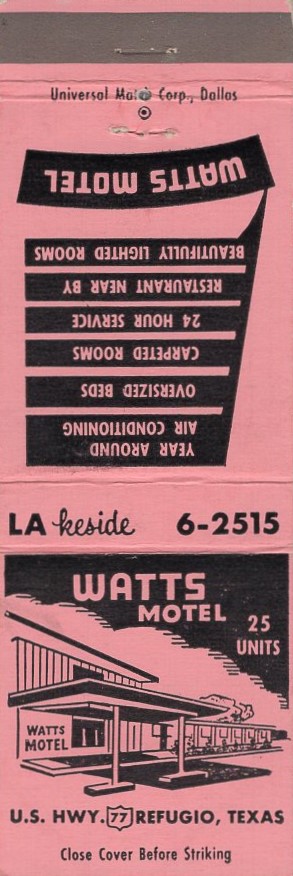 Universal Match Corp., Dallas
WATTS MOTEL
BEAUTIFULLY LIGHTED ROOMS
RESTAURANT NEAR BY
24 HOUR SERVICE
CARPETED ROOMS
OVERSIZED BEDS
YEAR AROUND
AIR CONDITIONING
LAkeside 6-2515
WATTS
MOTEL
25
UNITS
WATTS
MOTEL
U.S. HWY. 77 REFUGIO, TEXAS
Close Cover Before Striking